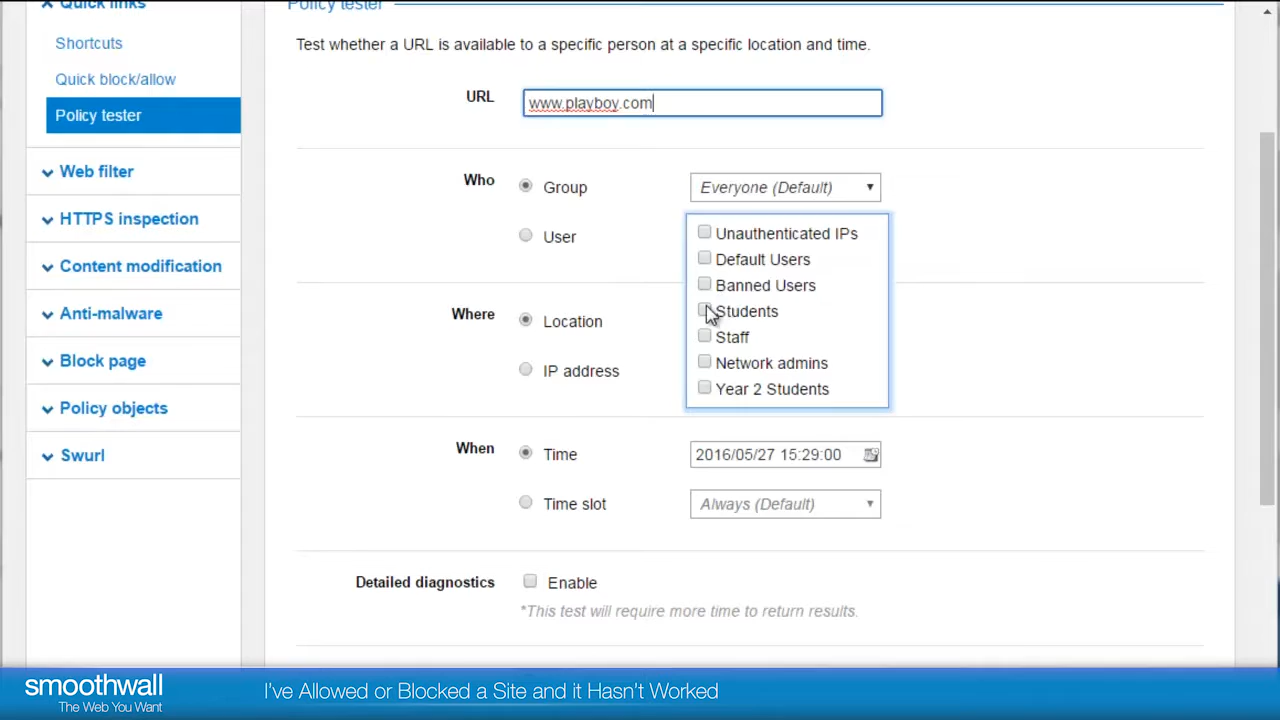 Quick links
Policy tester
Shortcuts
Quick block/allow
Policy tester
Web filter
HTTPS inspection
Content modification
Anti-malware
Block page
Policy objects
Swurl
Test whether a URL is available to a specific person at a specific location and time.
URL
www.playboy.com
Who
Group
Everyone (Default)
User
Unauthenticated IPs
Default Users
Banned Users
Students
Staff
Network admins
Year 2 Students
Where
Location
IP address
When
Time
2016/05/27 15:29:00
Time slot
Always (Default)
Detailed diagnostics
Enable
*This test will require more time to return results.
smoothwall
The Web You Want
I've Allowed or Blocked a Site and it Hasn't Worked